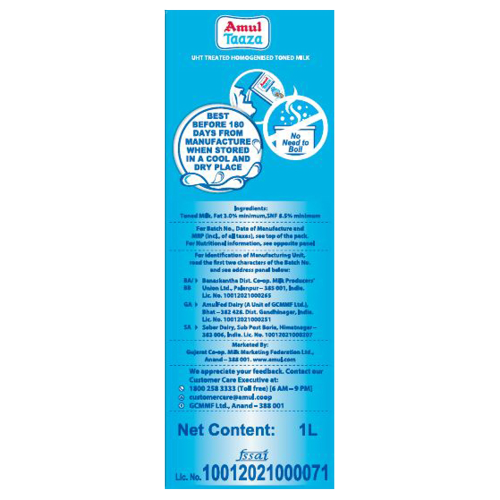 Amul
Taaza
UHT TREATED HOMOGENISED TONED MILK
BEST
BEFORE 180
DAYS FROM
MANUFACTURE
WHEN STORED
IN A COOL AND
DRY PLACE
No
Need to
Boil
Ingredients:
Toned Milk. Fat 3.0% minimum, SNF 8.5% minimum
For Batch No., Date of Manufacture and
MRP (incl., of all taxes), see top of the pack.
For Nutritional information, see opposite panel
For identification of Manufacturing Unit,
read the first two characters of the Batch No.
and see address panel below:
BA/ Banaskantha Dist. Co-op. Milk Producers'
BB Union Ltd., Palanpur – 385 001, India.
Lic. No. 10012021000265
GA AmulFed Dairy (A Unit of GCMMF Ltd.),
Bhat – 382 428. Dist. Gandhinagar, India.
Lic. No. 10012021000251
SA Sabar Dairy, Sub Post Boria, Himatnagar –
383 006, India. Lic. No. 10012021000207
Marketed By:
Gujarat Co-op. Milk Marketing Federation Ltd.,
Anand – 388 001. www.amul.com
We appreciate your feedback. Contact our
Customer Care Executive at:
1800 258 3333 (Toll free) [6 AM – 9 PM]
customercare@amul.coop
GCMMF Ltd., Anand – 388 001
Net Content: 1L
fssai
Lic. No. 10012021000071